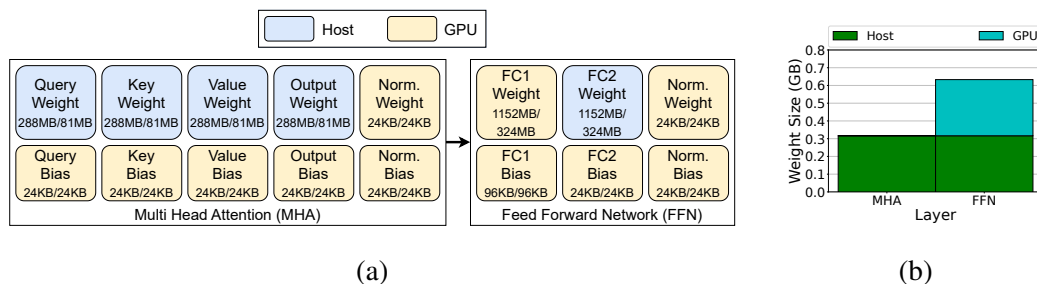 Host GPU
Query Weight 288MB/81MB
Key Weight 288MB/81MB
Value Weight 288MB/81MB
Output Weight 288MB/81MB
Norm. Weight 24KB/24KB
Query Bias 24KB/24KB
Key Bias 24KB/24KB
Value Bias 24KB/24KB
Output Bias 24KB/24KB
Norm. Bias 24KB/24KB
Multi Head Attention (MHA)
FC1 Weight 1152MB/ 324MB
FC2 Weight 1152MB/ 324MB
Norm. Weight 24KB/24KB
FC1 Bias 96KB/96KB
FC2 Bias 24KB/24KB
Norm. Bias 24KB/24KB
Feed Forward Network (FFN)
(a)
Host GPU
Weight Size (GB)
0.8
0.7
0.6
0.5
0.4
0.3
0.2
0.1
0.0
MHA FFN
Layer
(b)